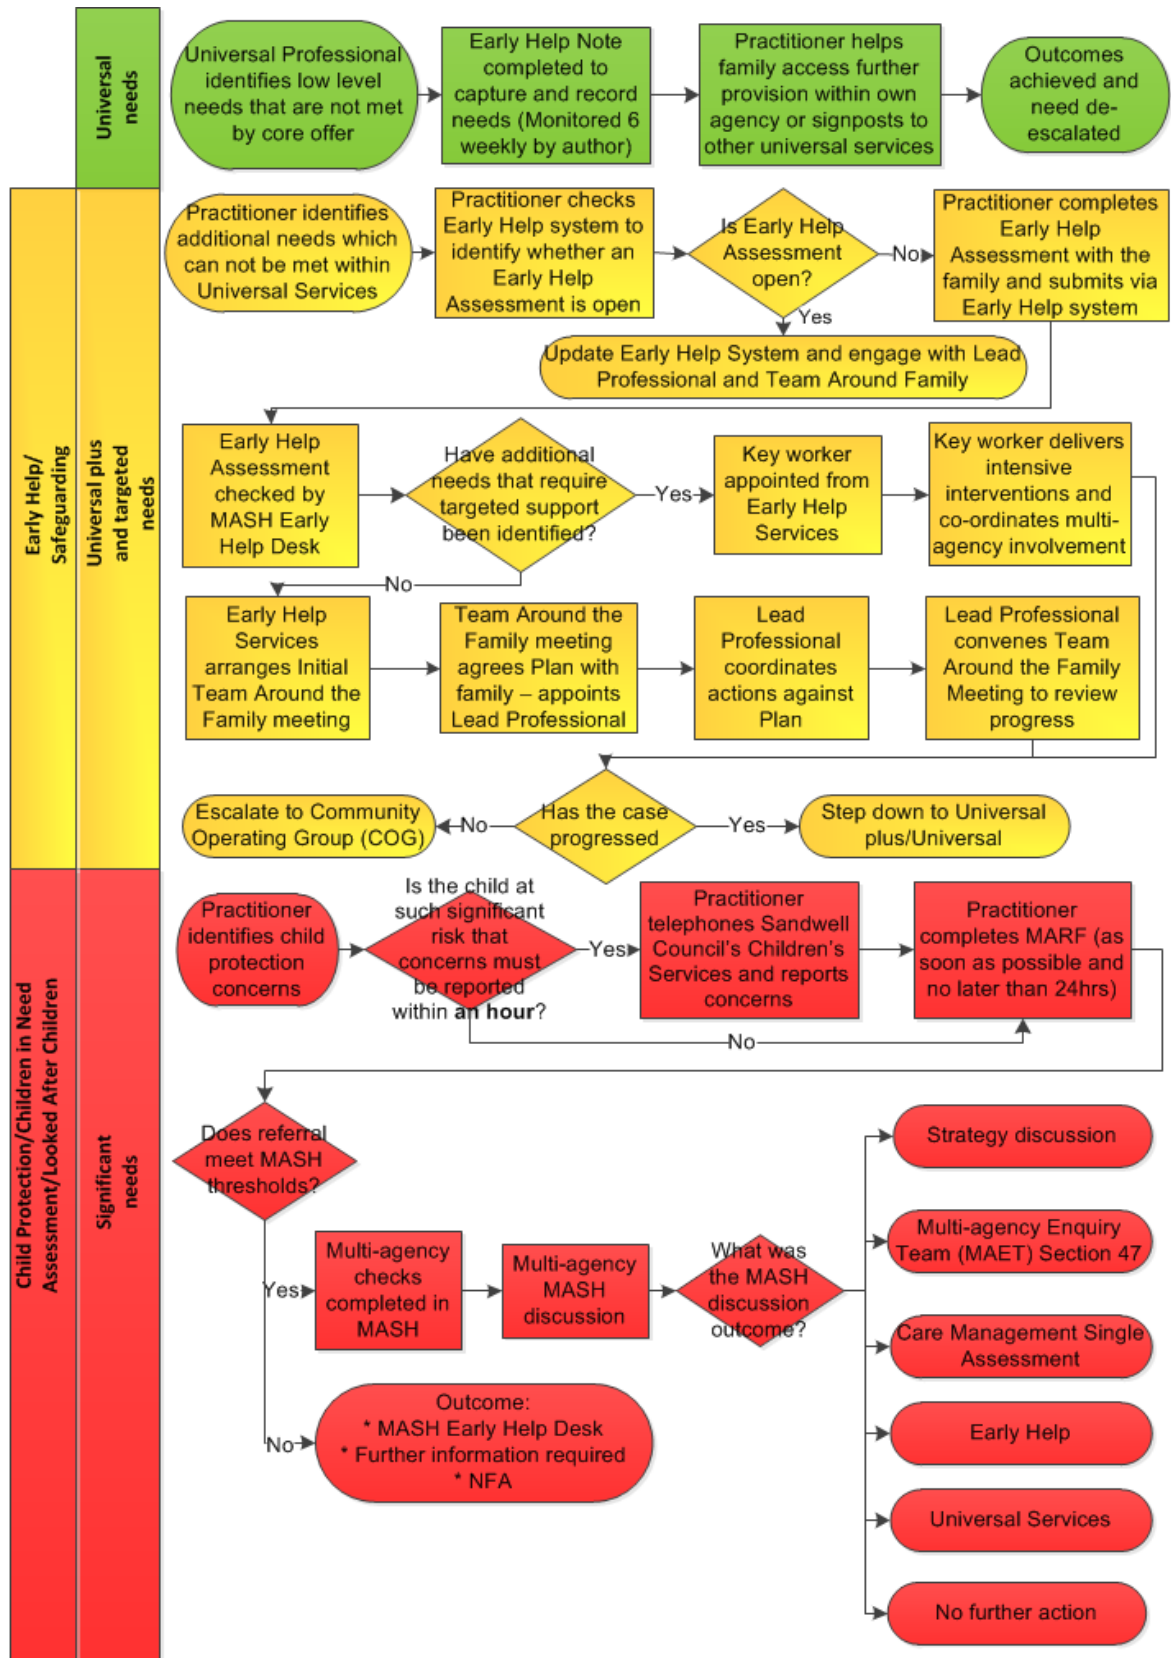 Universal
needs
Universal Professional
identifies low level
needs that are not met
by core offer
Early Help Note
completed to
capture and record
needs (Monitored 6
weekly by author)
Practitioner helps
family access further
provision within own
agency or signposts to
other universal services
Outcomes
achieved and
need de-
escalated
Early Help/
Safeguarding
Universal plus
and targeted
needs
Practitioner identifies
additional needs which
can not be met within
Universal Services
Practitioner checks
Early Help system to
identify whether an
Early Help
Assessment is open
Is Early Help
Assessment
open?
No
Practitioner completes
Early Help
Assessment with the
family and submits via
Early Help system
Yes
Update Early Help System and engage with Lead
Professional and Team Around Family
Early Help
Assessment
checked by
MASH Early
Help Desk
Have additional
needs that require
targeted support
been identified?
Yes
Key worker
appointed from
Early Help
Services
Key worker delivers
intensive
interventions and
co-ordinates multi-
agency involvement
No
Early Help
Services
arranges Initial
Team Around the
Family meeting
Team Around the
Family meeting
agrees Plan with
family – appoints
Lead Professional
Lead
Professional
coordinates
actions against
Plan
Lead Professional
convenes Team
Around the Family
Meeting to review
progress
Escalate to Community
Operating Group (COG)
No
Has the case
progressed
Yes
Step down to Universal
plus/Universal
Child Protection/Children in Need
Assessment/Looked After Children
Significant
needs
Practitioner
identifies child
protection
concerns
Is the child at
such significant
risk that
concerns must
be reported
within an hour?
Yes
Practitioner
telephones Sandwell
Council's Children's
Services and reports
concerns
Practitioner
completes MARF (as
soon as possible and
no later than 24hrs)
No
Does referral
meet MASH
thresholds?
Yes
Multi-agency
checks
completed in
MASH
Multi-agency
MASH
discussion
What was
the MASH
discussion
outcome?
Strategy discussion
Multi-agency Enquiry
Team (MAET) Section 47
Care Management Single
Assessment
Early Help
Universal Services
No further action
No
Outcome:
* MASH Early Help Desk
* Further information required
* NFA